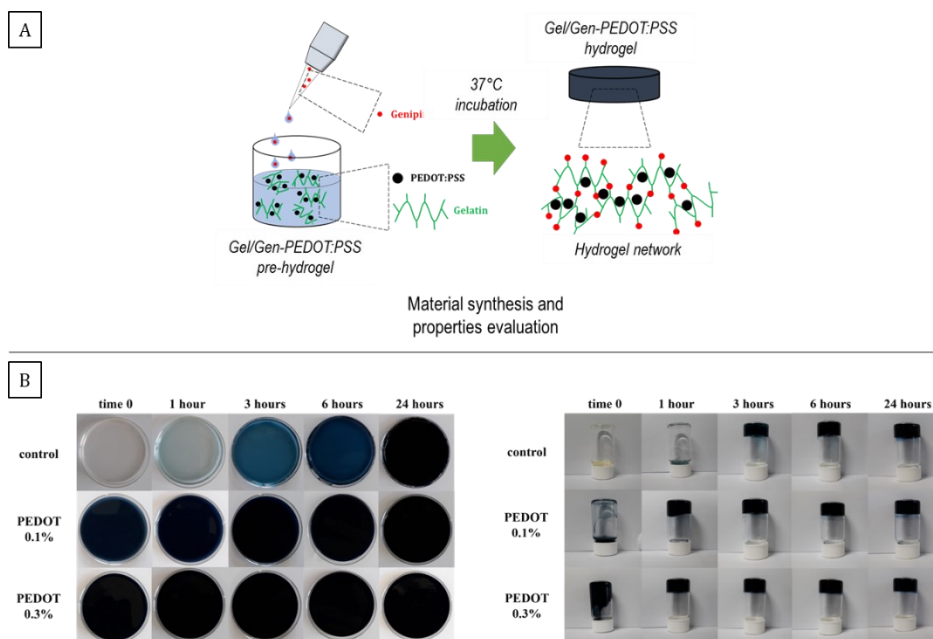 A
Gel/Gen-PEDOT:PSS
hydrogel
37°C
incubation
Genipi
PEDOT:PSS
Gelatin
Gel/Gen-PEDOT:PSS
pre-hydrogel
Hydrogel network
Material synthesis and
properties evaluation
B
time 0 1 hour 3 hours 6 hours 24 hours
control
PEDOT
0.1%
PEDOT
0.3%
time 0 1 hour 3 hours 6 hours 24 hours
control
PEDOT
0.1%
PEDOT
0.3%